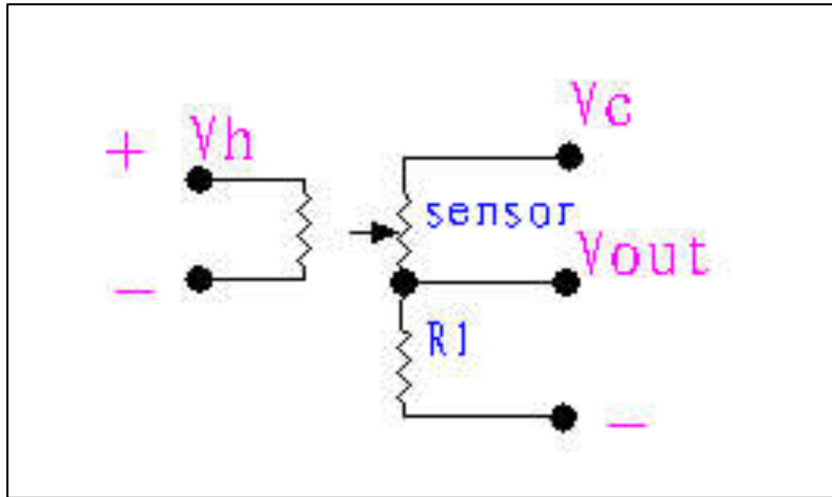 Vc
+ Vh
sensor
Vout
−
R1
−